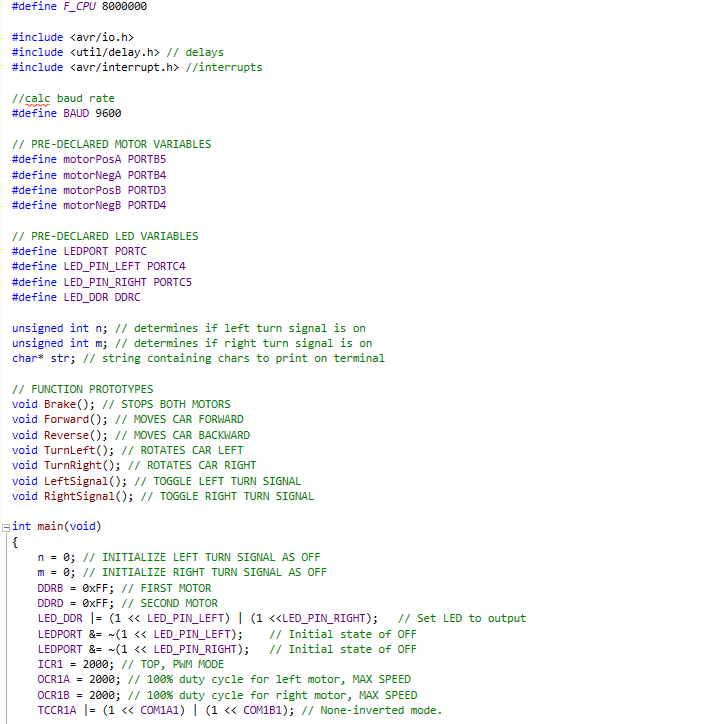 #define F_CPU 8000000
#include <avr/io.h>
#include <util/delay.h> // delays
#include <avr/interrupt.h> //interrupts
//calc baud rate
#define BAUD 9600
// PRE-DECLARED MOTOR VARIABLES
#define motorPosA PORTB5
#define motorNegA PORTB4
#define motorPosB PORTD3
#define motorNegB PORTD4
// PRE-DECLARED LED VARIABLES
#define LEDPORT PORTC
#define LED_PIN_LEFT PORTC4
#define LED_PIN_RIGHT PORTC5
#define LED_DDR DDRC
unsigned int n; // determines if left turn signal is on
unsigned int m; // determines if right turn signal is on
char* str; // string containing chars to print on terminal
// FUNCTION PROTOTYPES
void Brake(); // STOPS BOTH MOTORS
void Forward(); // MOVES CAR FORWARD
void Reverse(); // MOVES CAR BACKWARD
void TurnLeft(); // ROTATES CAR LEFT
void TurnRight(); // ROTATES CAR RIGHT
void LeftSignal(); // TOGGLE LEFT TURN SIGNAL
void RightSignal(); // TOGGLE RIGHT TURN SIGNAL
int main(void)
{
n = 0; // INITIALIZE LEFT TURN SIGNAL AS OFF
m = 0; // INITIALIZE RIGHT TURN SIGNAL AS OFF
DDRB = 0xFF; // FIRST MOTOR
DDRD = 0xFF; // SECOND MOTOR
LED_DDR |= (1 << LED_PIN_LEFT) | (1 <<LED_PIN_RIGHT);   // Set LED to output
LEDPORT &= ~(1 << LED_PIN_LEFT);    // Initial state of OFF
LEDPORT &= ~(1 << LED_PIN_RIGHT);   // Initial state of OFF
ICR1 = 2000; // TOP, PWM MODE
OCR1A = 2000; // 100% duty cycle for left motor, MAX SPEED
OCR1B = 2000; // 100% duty cycle for right motor, MAX SPEED
TCCR1A |= (1 << COM1A1) | (1 << COM1B1); // None-inverted mode.